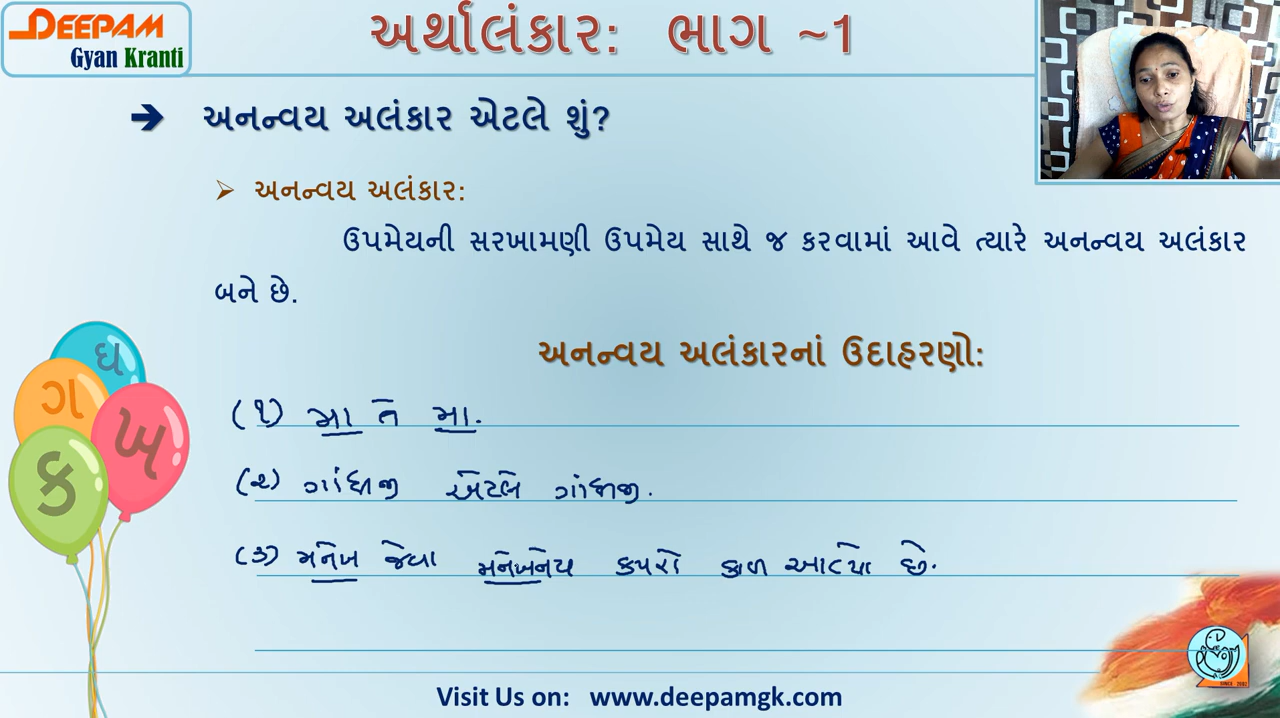 DEEPAM
Gyan Kranti
અર્થાલંકાર: ભાગ ~1
➔ અનન્વય અલંકાર એટલે શું?
➢ અનન્વય અલંકાર:
ઉપમેયની સરખામણી ઉપમેય સાથે જ કરવામાં આવે ત્યારે અનન્વય અલંકાર
બને છે.
અનન્વય અલંકારનાં ઉદાહરણો:
(૧) મા તે મા.
(૨) ગાંધીજી એટલે ગાંધીજી.
(૩) મનેખ જેવા મનેખનેય કપરો કાળ આવ્યો છે.
ઘ
ગ
ખ
ક
Visit Us on: www.deepamgk.com